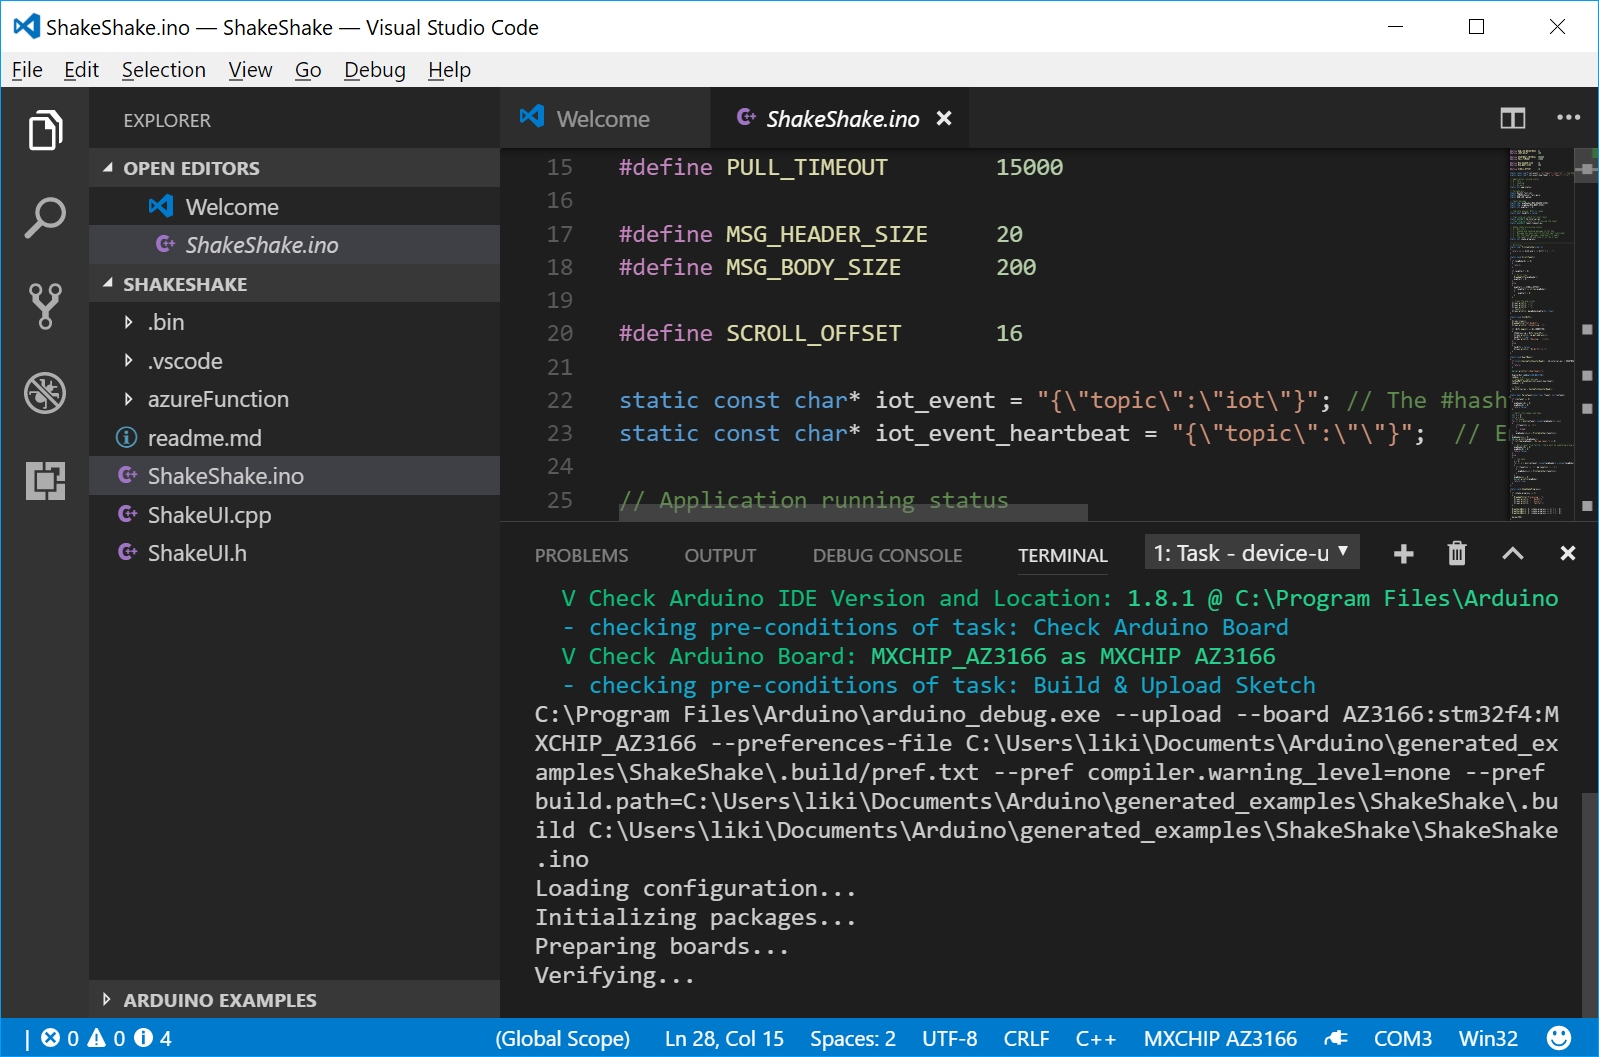 ShakeShake.ino — ShakeShake — Visual Studio Code
File Edit Selection View Go Debug Help
EXPLORER
OPEN EDITORS
Welcome
ShakeShake.ino
SHAKESHAKE
.bin
.vscode
azureFunction
readme.md
ShakeShake.ino
ShakeUI.cpp
ShakeUI.h
ARDUINO EXAMPLES
Welcome ShakeShake.ino
15 #define PULL_TIMEOUT 15000
16
17 #define MSG_HEADER_SIZE 20
18 #define MSG_BODY_SIZE 200
19
20 #define SCROLL_OFFSET 16
21
22 static const char* iot_event = "{\"topic\":\"iot\"}"; // The #hash
23 static const char* iot_event_heartbeat = "{\"topic\":\"\"}"; // E
24
25 // Application running status
PROBLEMS OUTPUT DEBUG CONSOLE TERMINAL 1: Task - device-u
V Check Arduino IDE Version and Location: 1.8.1 @ C:\Program Files\Arduino
- checking pre-conditions of task: Check Arduino Board
V Check Arduino Board: MXCHIP_AZ3166 as MXCHIP AZ3166
- checking pre-conditions of task: Build & Upload Sketch
C:\Program Files\Arduino\arduino_debug.exe --upload --board AZ3166:stm32f4:M
XCHIP_AZ3166 --preferences-file C:\Users\liki\Documents\Arduino\generated_ex
amples\ShakeShake\.build/pref.txt --pref compiler.warning_level=none --pref
build.path=C:\Users\liki\Documents\Arduino\generated_examples\ShakeShake\.bu
ild C:\Users\liki\Documents\Arduino\generated_examples\ShakeShake\ShakeShake
.ino
Loading configuration...
Initializing packages...
Preparing boards...
Verifying...
0 0 4 (Global Scope) Ln 28, Col 15 Spaces: 2 UTF-8 CRLF C++ MXCHIP AZ3166 COM3 Win32